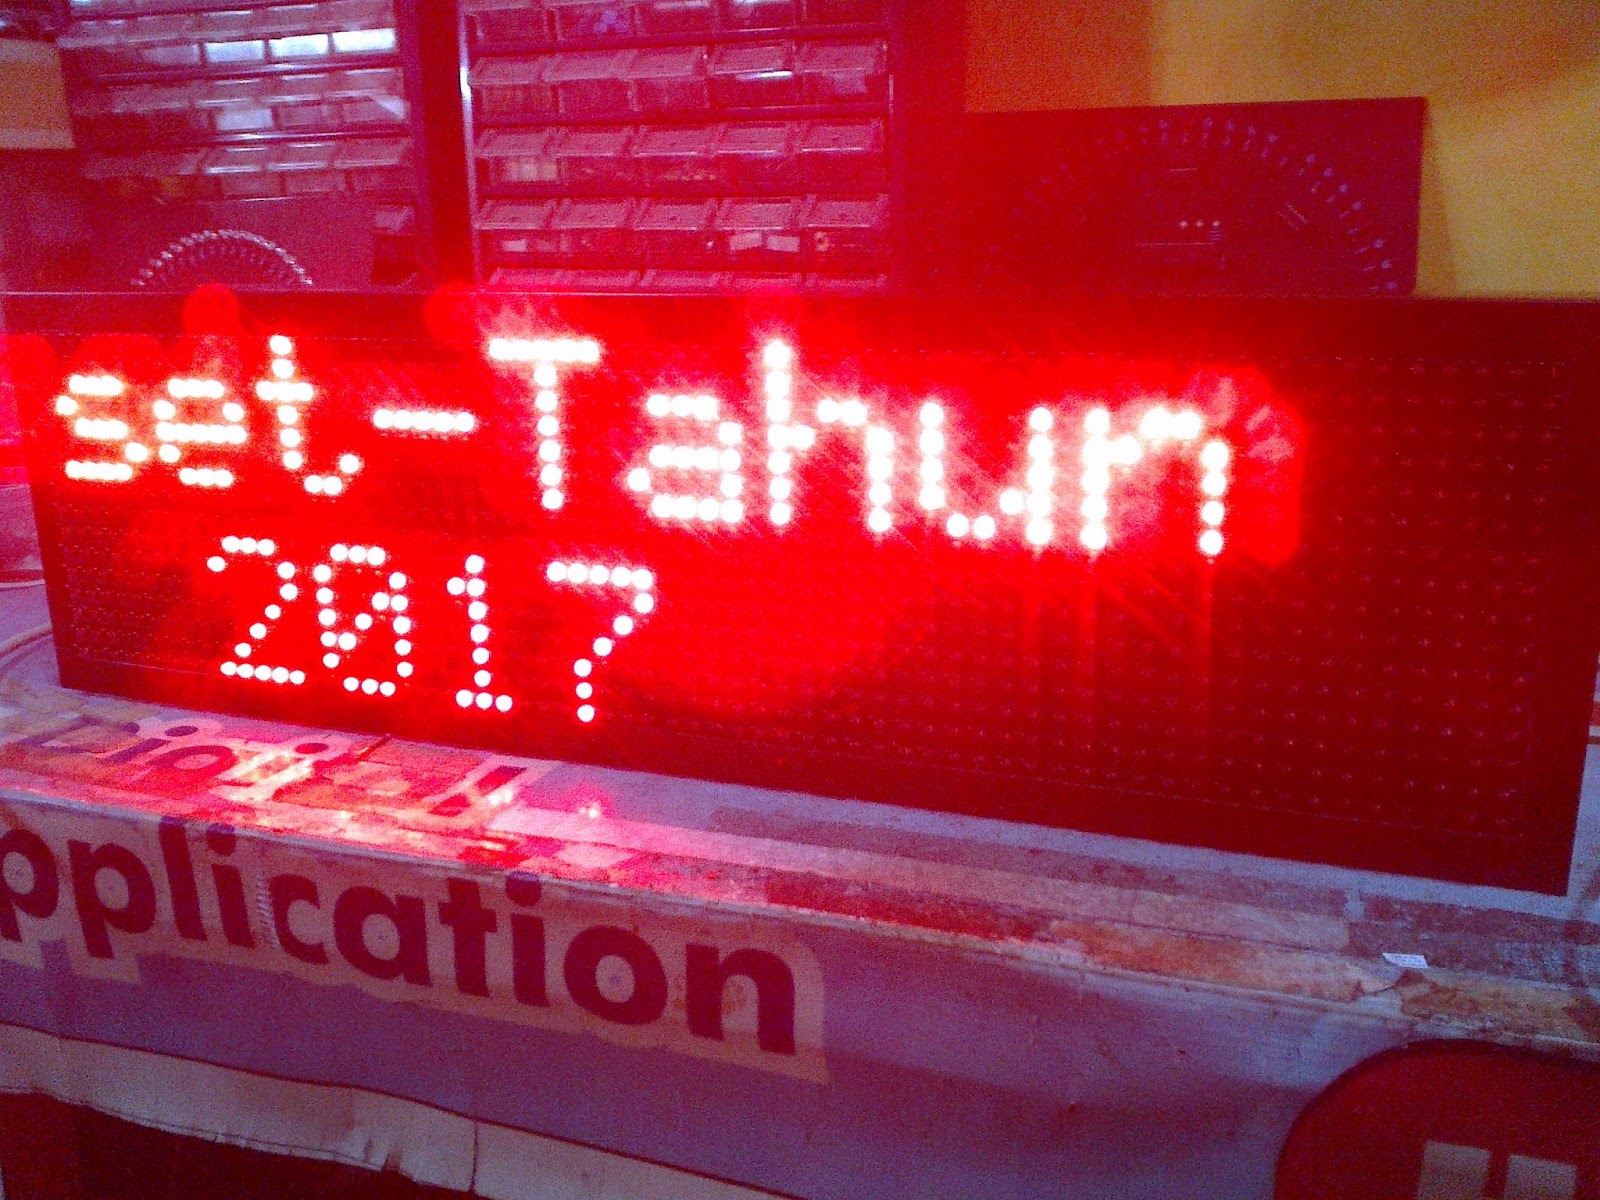 set-Tahun
2017
pplication